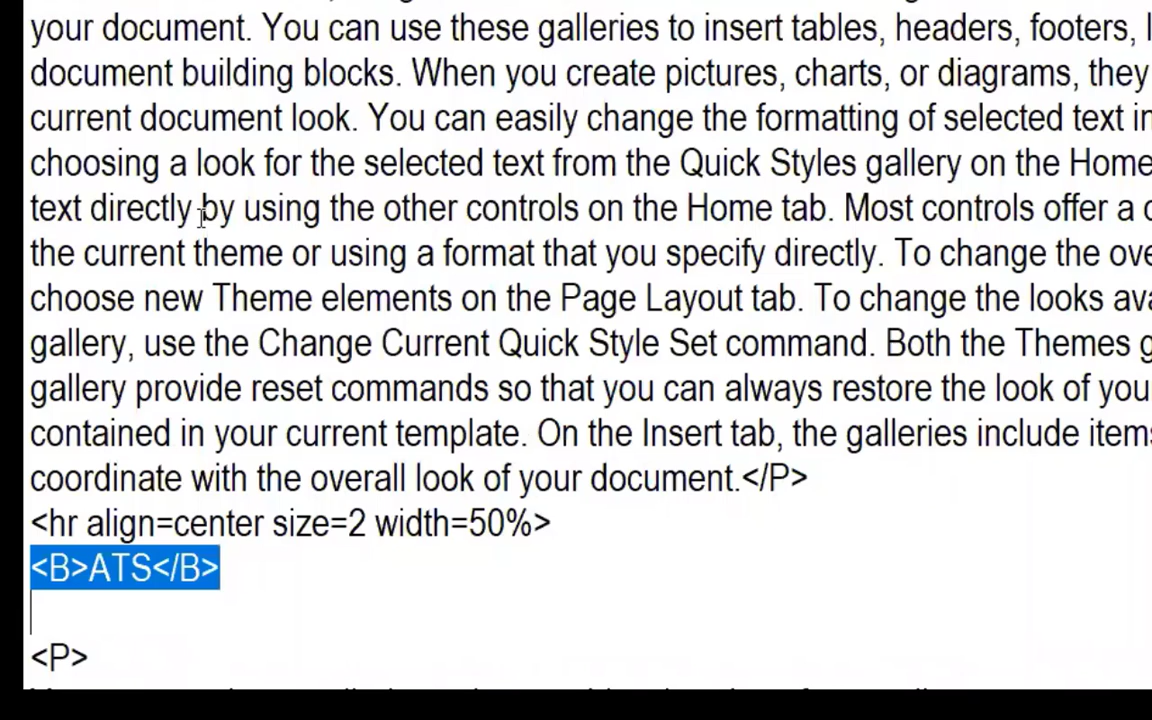 your document. You can use these galleries to insert tables, headers, footers,
document building blocks. When you create pictures, charts, or diagrams, they
current document look. You can easily change the formatting of selected text in
choosing a look for the selected text from the Quick Styles gallery on the Home
text directly by using the other controls on the Home tab. Most controls offer a
the current theme or using a format that you specify directly. To change the
choose new Theme elements on the Page Layout tab. To change the looks
gallery, use the Change Current Quick Style Set command. Both the Themes
gallery provide reset commands so that you can always restore the look of
contained in your current template. On the Insert tab, the galleries include
coordinate with the overall look of your document.</P>
<hr align=center size=2 width=50%>
<B>ATS</B>
<P>